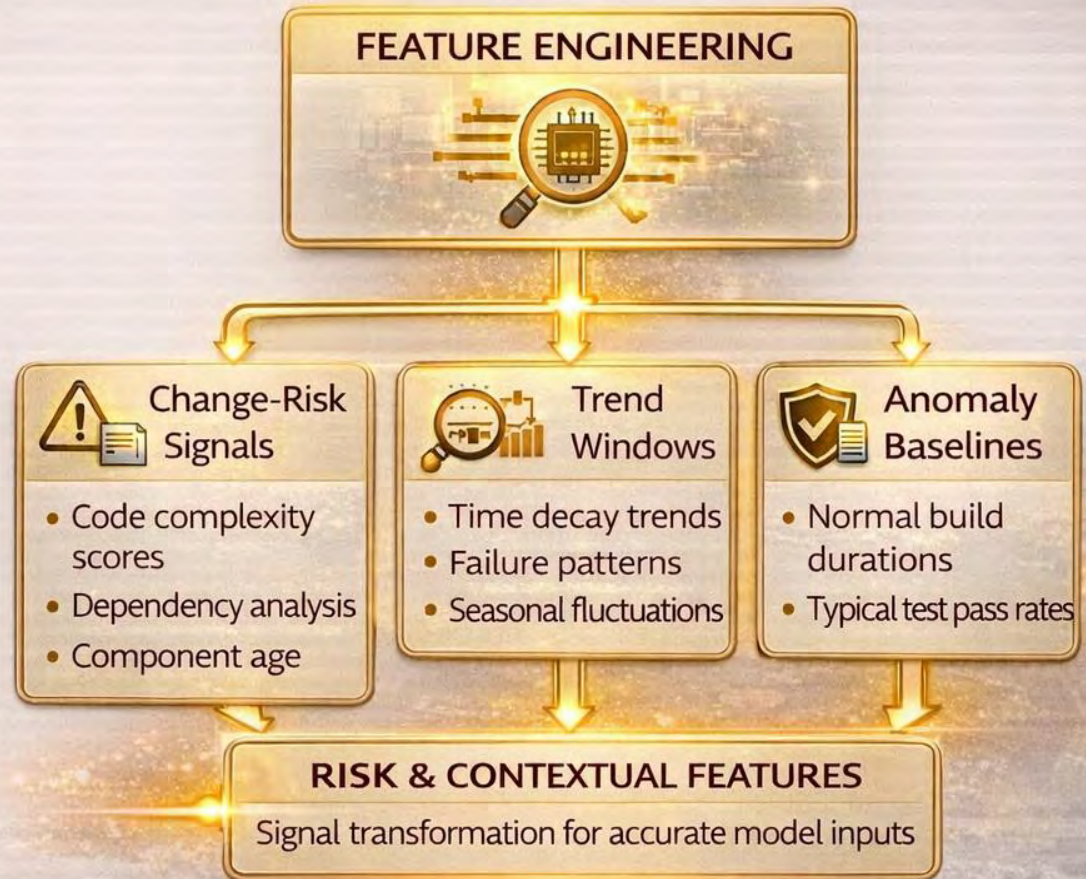 FEATURE ENGINEERING
Change-Risk
Signals
• Code complexity
scores
• Dependency analysis
• Component age
Trend
Windows
• Time decay trends
• Failure patterns
• Seasonal fluctuations
Anomaly
Baselines
• Normal build
durations
• Typical test pass rates
RISK & CONTEXTUAL FEATURES
Signal transformation for accurate model inputs